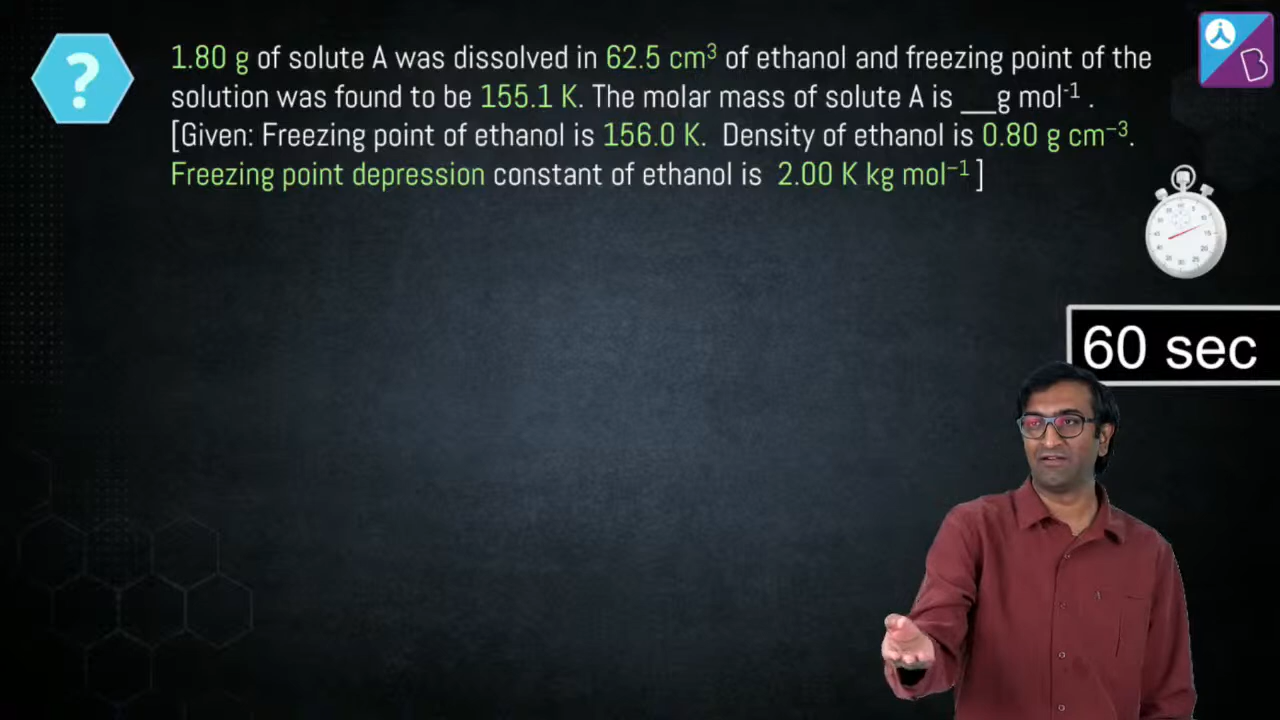 ?
1.80 g of solute A was dissolved in 62.5 cm³ of ethanol and freezing point of the
solution was found to be 155.1 K. The molar mass of solute A is __g mol⁻¹ .
[Given: Freezing point of ethanol is 156.0 K. Density of ethanol is 0.80 g cm⁻³.
Freezing point depression constant of ethanol is 2.00 K kg mol⁻¹ ]
B
60 sec